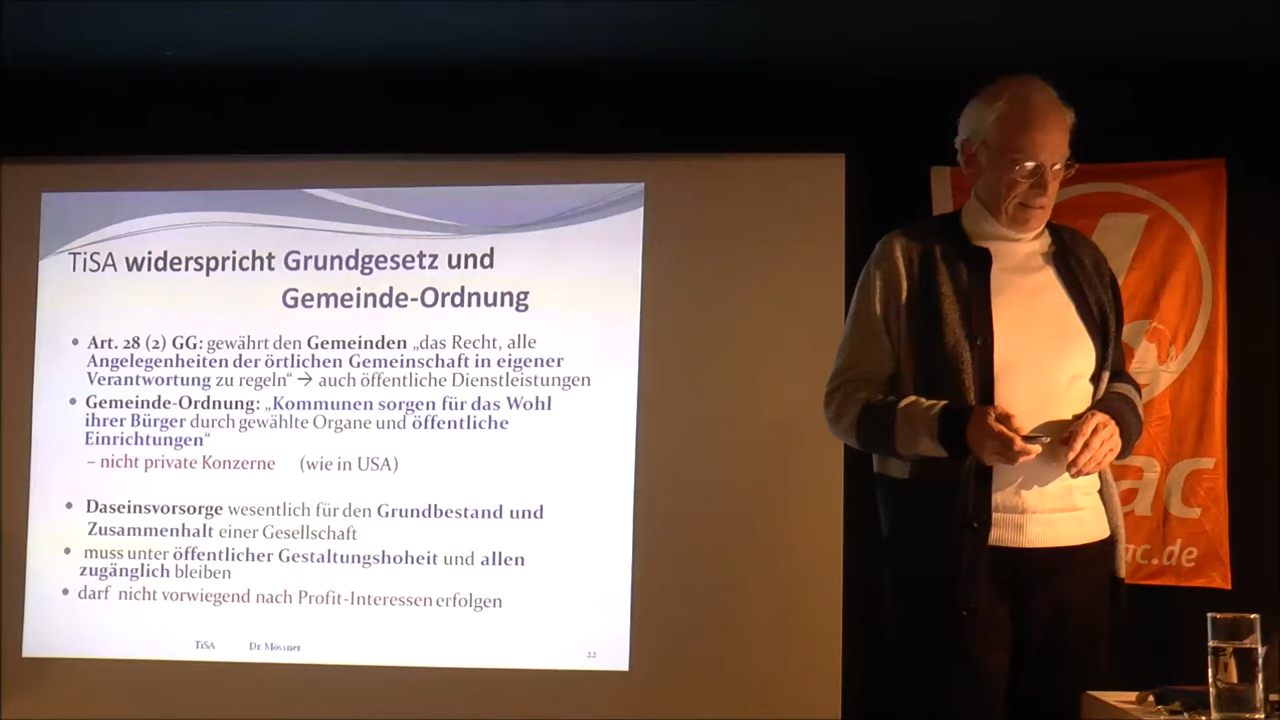 TiSA widerspricht Grundgesetz und
Gemeinde-Ordnung
• Art. 28 (2) GG: gewährt den Gemeinden „das Recht, alle
Angelegenheiten der örtlichen Gemeinschaft in eigener
Verantwortung zu regeln“ → auch öffentliche Dienstleistungen
• Gemeinde-Ordnung: „Kommunen sorgen für das Wohl
ihrer Bürger durch gewählte Organe und öffentliche
Einrichtungen“
– nicht private Konzerne (wie in USA)
• Daseinsvorsorge wesentlich für den Grundbestand und
Zusammenhalt einer Gesellschaft
• muss unter öffentlicher Gestaltungshoheit und allen
zugänglich bleiben
• darf nicht vorwiegend nach Profit-Interessen erfolgen
TiSA Dr. Mossner 22
ac
ac.de